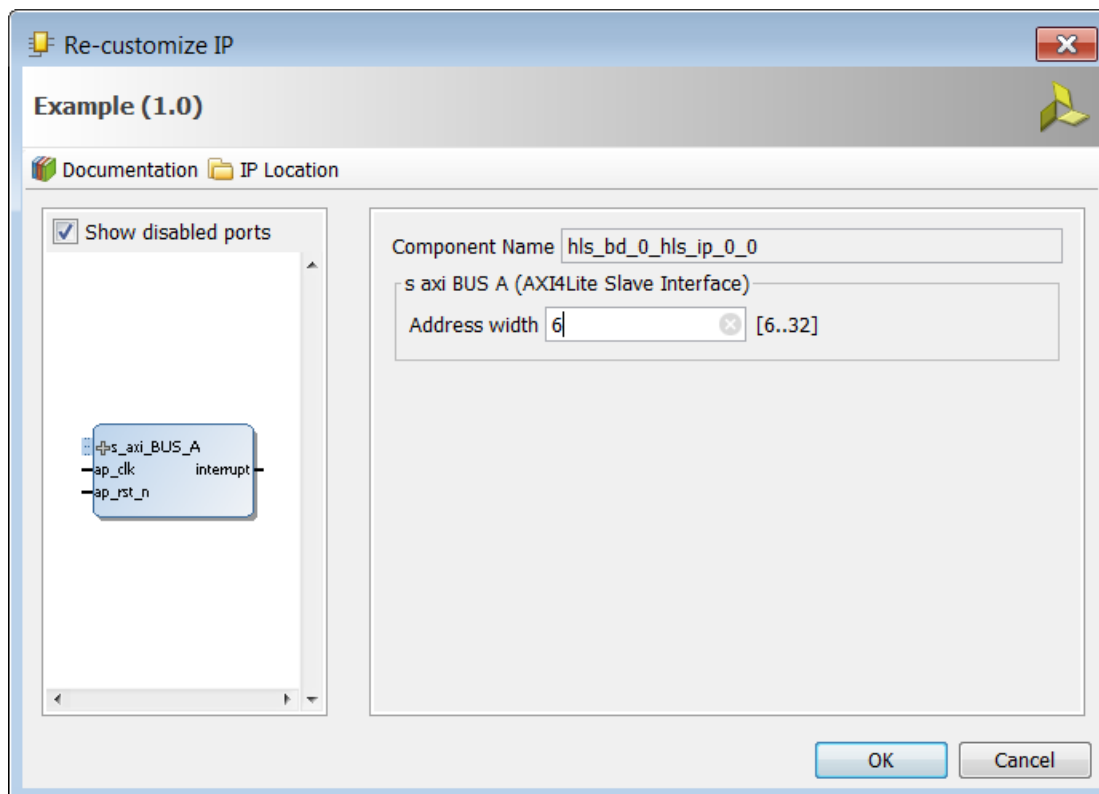 Re-customize IP
Example (1.0)
Documentation IP Location
Show disabled ports
s_axi_BUS_A
ap_clk interrupt
ap_rst_n
Component Name hls_bd_0_hls_ip_0_0
s axi BUS A (AXI4Lite Slave Interface)
Address width 6 [6..32]
OK Cancel